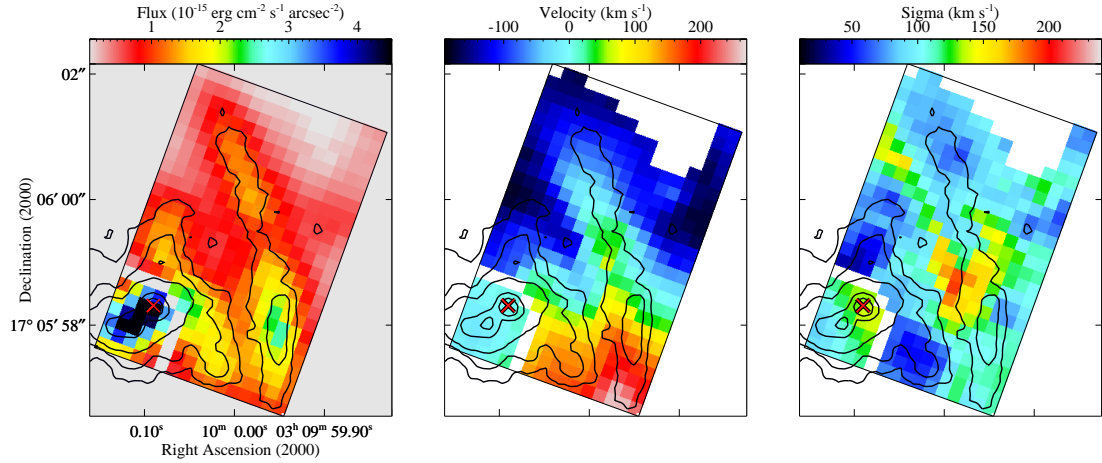 Flux (10⁻¹⁵ erg cm⁻² s⁻¹ arcsec⁻²) Velocity (km s⁻¹) Sigma (km s⁻¹)
1 2 3 4 -100 0 100 200 50 100 150 200
02″
06′ 00″
17° 05′ 58″
Declination (2000)
0.10ˢ 10ᵐ 0.00ˢ 03ʰ 09ᵐ 59.90ˢ
Right Ascension (2000)